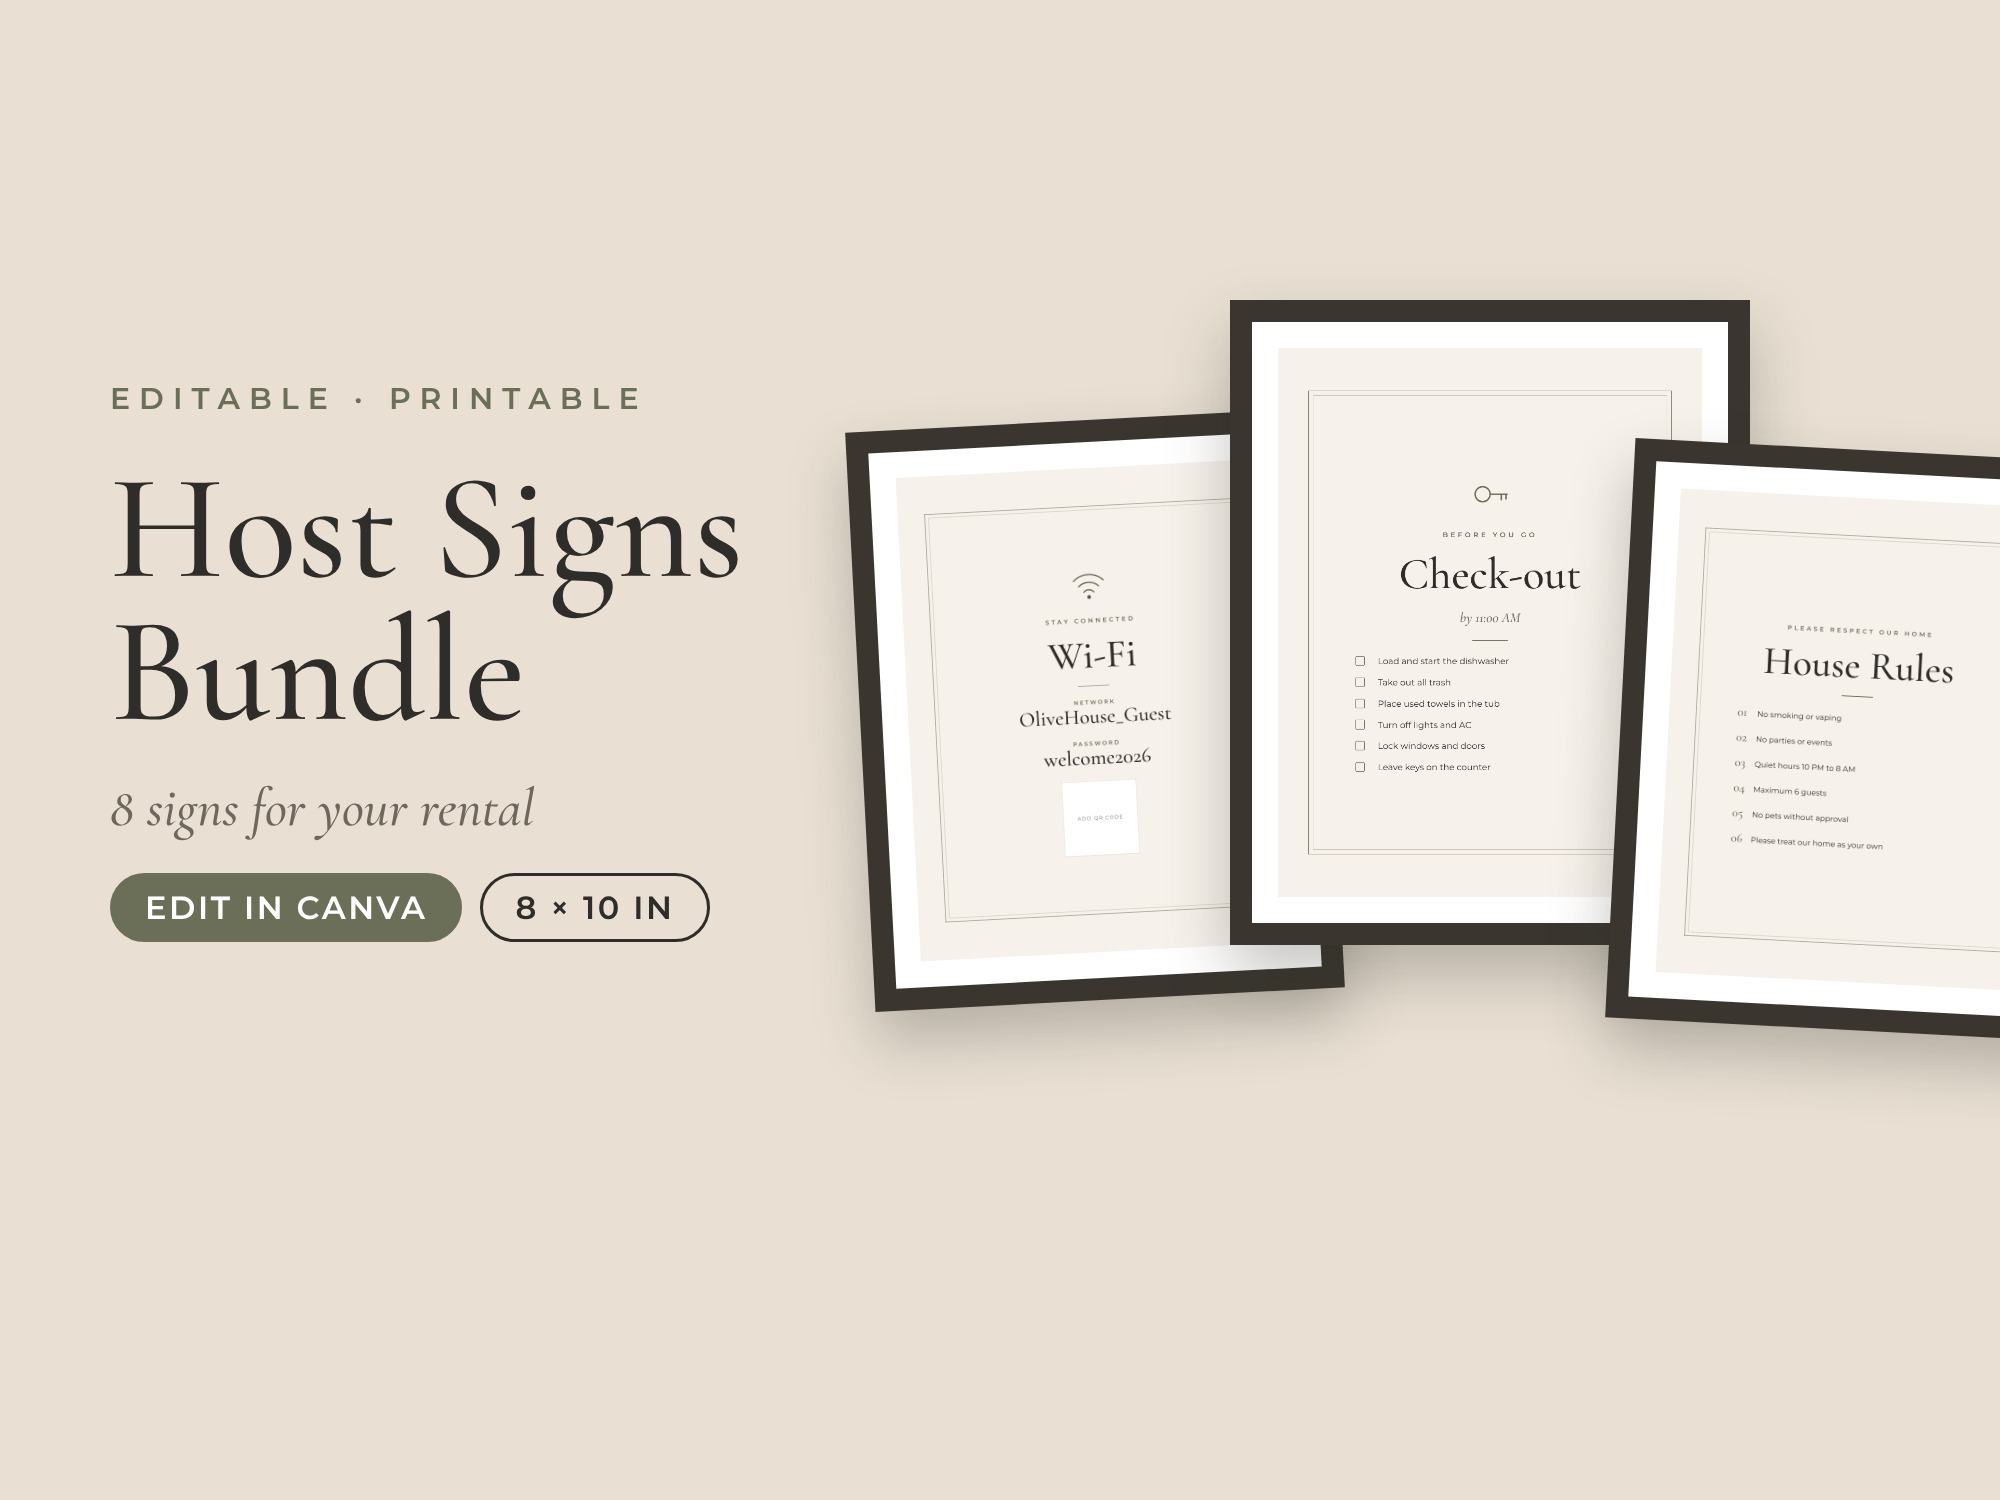 EDITABLE · PRINTABLE
Host Signs
Bundle
8 signs for your rental
EDIT IN CANVA
8 × 10 IN
STAY CONNECTED
Wi-Fi
NETWORK
OliveHouse_Guest
PASSWORD
welcome2026
ADD QR CODE
BEFORE YOU GO
Check-out
by 11:00 AM
Load and start the dishwasher
Take out all trash
Place used towels in the tub
Turn off lights and AC
Lock windows and doors
Leave keys on the counter
PLEASE RESPECT OUR HOME
House Rules
01 No smoking or vaping
02 No parties or events
03 Quiet hours 10 PM to 8 AM
04 Maximum 6 guests
05 No pets without approval
06 Please treat our home as your own